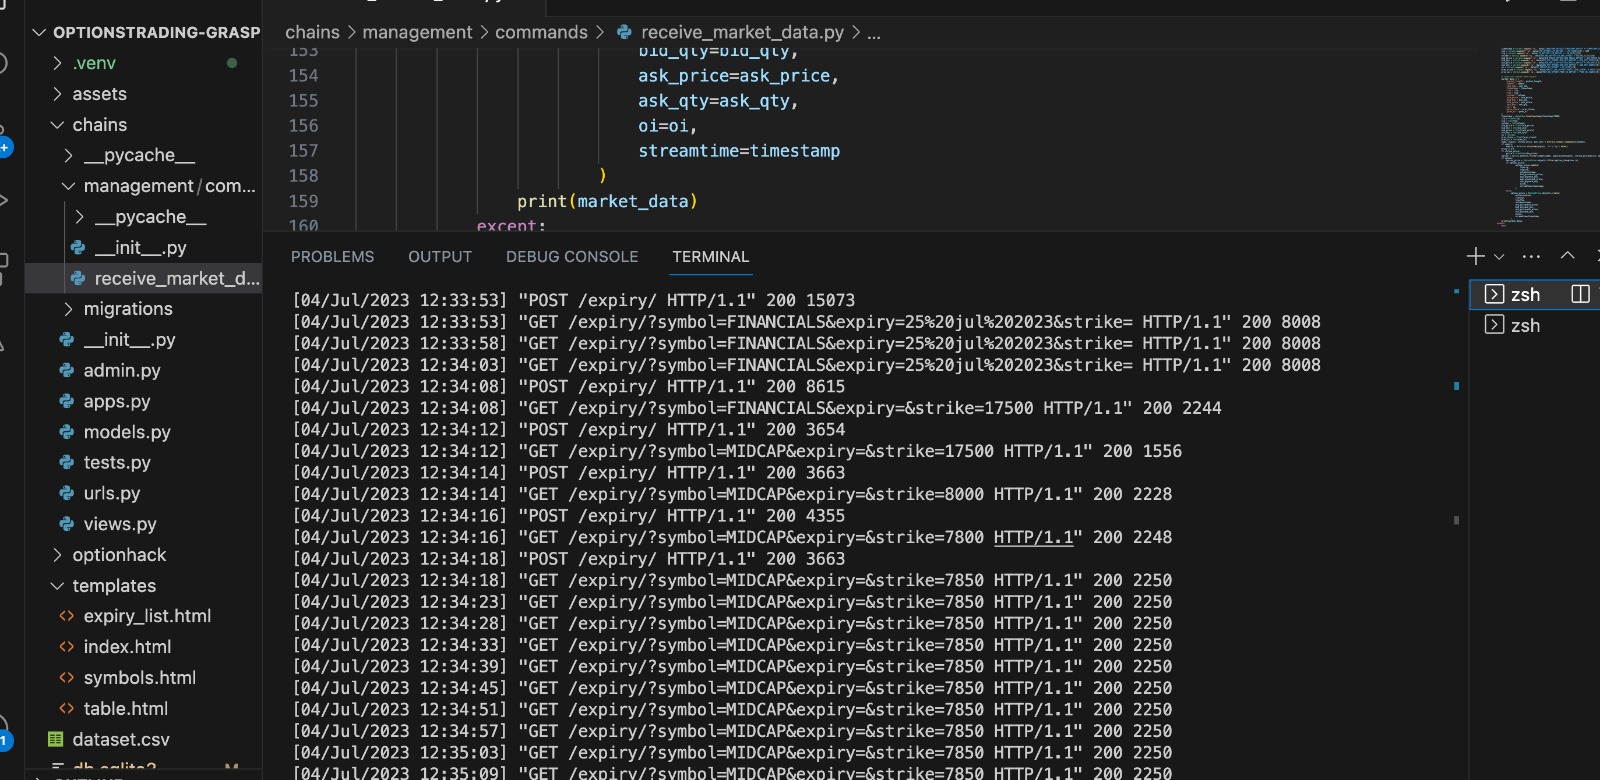 OPTIONSTRADING-GRASP
.venv
assets
chains
__pycache__
management/com...
__pycache__
__init__.py
receive_market_d...
migrations
__init__.py
admin.py
apps.py
models.py
tests.py
urls.py
views.py
optionhack
templates
expiry_list.html
index.html
symbols.html
table.html
dataset.csv
db.sqlite3 M
chains > management > commands > receive_market_data.py > ...
153 bid_qty=bid_qty,
154 ask_price=ask_price,
155 ask_qty=ask_qty,
156 oi=oi,
157 streamtime=timestamp
158 )
159 print(market_data)
160 except:
PROBLEMS OUTPUT DEBUG CONSOLE TERMINAL
[04/Jul/2023 12:33:53] "POST /expiry/ HTTP/1.1" 200 15073
[04/Jul/2023 12:33:53] "GET /expiry/?symbol=FINANCIALS&expiry=25%20jul%202023&strike= HTTP/1.1" 200 8008
[04/Jul/2023 12:33:58] "GET /expiry/?symbol=FINANCIALS&expiry=25%20jul%202023&strike= HTTP/1.1" 200 8008
[04/Jul/2023 12:34:03] "GET /expiry/?symbol=FINANCIALS&expiry=25%20jul%202023&strike= HTTP/1.1" 200 8008
[04/Jul/2023 12:34:08] "POST /expiry/ HTTP/1.1" 200 8615
[04/Jul/2023 12:34:08] "GET /expiry/?symbol=FINANCIALS&expiry=&strike=17500 HTTP/1.1" 200 2244
[04/Jul/2023 12:34:12] "POST /expiry/ HTTP/1.1" 200 3654
[04/Jul/2023 12:34:12] "GET /expiry/?symbol=MIDCAP&expiry=&strike=17500 HTTP/1.1" 200 1556
[04/Jul/2023 12:34:14] "POST /expiry/ HTTP/1.1" 200 3663
[04/Jul/2023 12:34:14] "GET /expiry/?symbol=MIDCAP&expiry=&strike=8000 HTTP/1.1" 200 2228
[04/Jul/2023 12:34:16] "POST /expiry/ HTTP/1.1" 200 4355
[04/Jul/2023 12:34:16] "GET /expiry/?symbol=MIDCAP&expiry=&strike=7800 HTTP/1.1" 200 2248
[04/Jul/2023 12:34:18] "POST /expiry/ HTTP/1.1" 200 3663
[04/Jul/2023 12:34:18] "GET /expiry/?symbol=MIDCAP&expiry=&strike=7850 HTTP/1.1" 200 2250
[04/Jul/2023 12:34:23] "GET /expiry/?symbol=MIDCAP&expiry=&strike=7850 HTTP/1.1" 200 2250
[04/Jul/2023 12:34:28] "GET /expiry/?symbol=MIDCAP&expiry=&strike=7850 HTTP/1.1" 200 2250
[04/Jul/2023 12:34:33] "GET /expiry/?symbol=MIDCAP&expiry=&strike=7850 HTTP/1.1" 200 2250
[04/Jul/2023 12:34:39] "GET /expiry/?symbol=MIDCAP&expiry=&strike=7850 HTTP/1.1" 200 2250
[04/Jul/2023 12:34:45] "GET /expiry/?symbol=MIDCAP&expiry=&strike=7850 HTTP/1.1" 200 2250
[04/Jul/2023 12:34:51] "GET /expiry/?symbol=MIDCAP&expiry=&strike=7850 HTTP/1.1" 200 2250
[04/Jul/2023 12:34:57] "GET /expiry/?symbol=MIDCAP&expiry=&strike=7850 HTTP/1.1" 200 2250
[04/Jul/2023 12:35:03] "GET /expiry/?symbol=MIDCAP&expiry=&strike=7850 HTTP/1.1" 200 2250
[04/Jul/2023 12:35:09] "GET /expiry/?symbol=MIDCAP&expiry=&strike=7850 HTTP/1.1" 200 2250
zsh
zsh